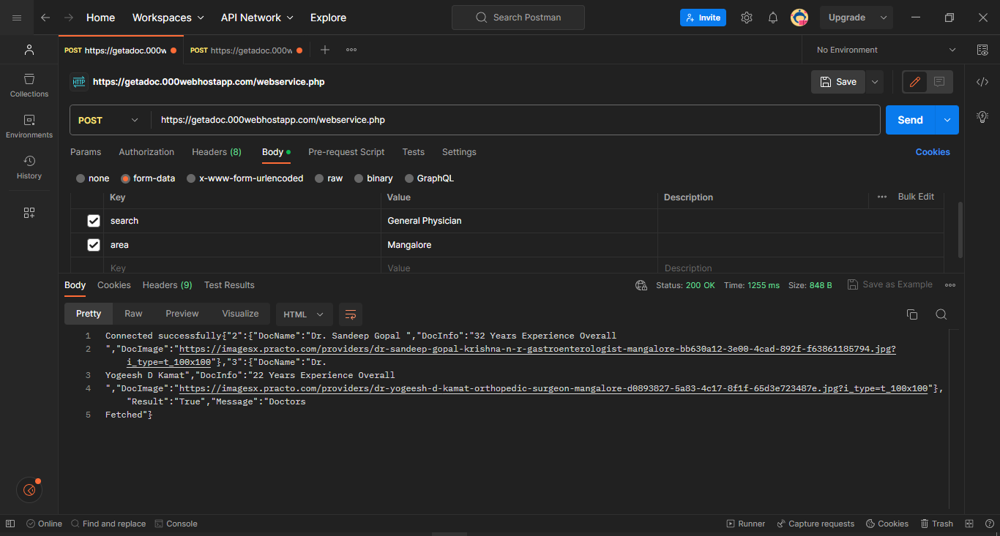 Home Workspaces API Network Explore Search Postman Invite Upgrade
POST https://getadoc.000w POST https://getadoc.000w No Environment
HTTP https://getadoc.000webhostapp.com/webservice.php Save
POST https://getadoc.000webhostapp.com/webservice.php Send
Params Authorization Headers (8) Body Pre-request Script Tests Settings Cookies
none form-data x-www-form-urlencoded raw binary GraphQL
Key Value Description Bulk Edit
search General Physician
area Mangalore
Key Value Description
Body Cookies Headers (9) Test Results Status: 200 OK Time: 1255 ms Size: 848 B Save as Example
Pretty Raw Preview Visualize HTML
1 Connected successfully{"2":{"DocName":"Dr. Sandeep Gopal ","DocInfo":"32 Years Experience Overall
2 ","DocImage":"https://imagesx.practo.com/providers/dr-sandeep-gopal-krishna-n-r-gastroenterologist-mangalore-bb630a12-3e00-4cad-892f-f63861185794.jpg?
i_type=t_100x100"},"3":{"DocName":"Dr.
3 Yogeesh D Kamat","DocInfo":"22 Years Experience Overall
4 ","DocImage":"https://imagesx.practo.com/providers/dr-yogeesh-d-kamat-orthopedic-surgeon-mangalore-d0893827-5a83-4c17-8f1f-65d3e723487e.jpg?i_type=t_100x100"},
"Result":"True","Message":"Doctors
5 Fetched"}
Collections
Environments
History
Online Find and replace Console Runner Capture requests Cookies Trash